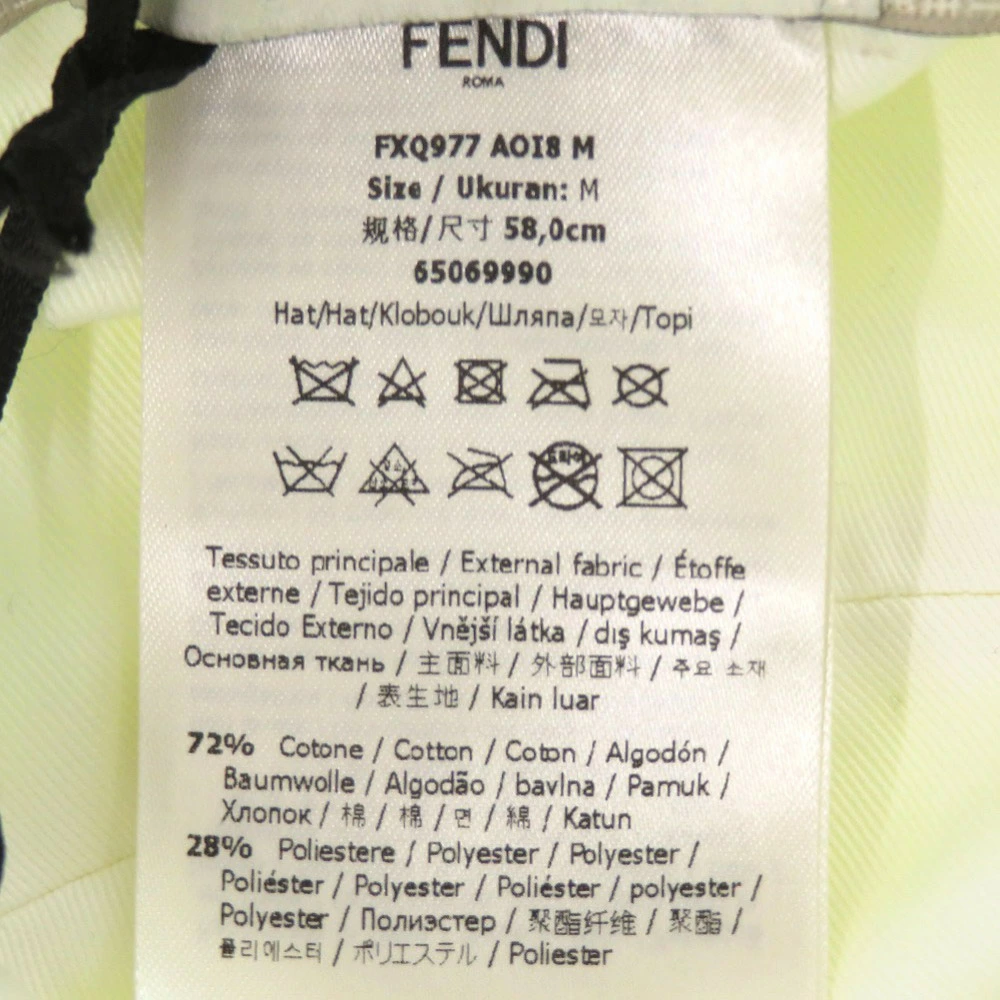 FENDI
ROMA
FXQ977 AOI8 M
Size / Ukuran: M
规格/尺寸 58,0cm
65069990
Hat/Hat/Klobouk/Шляпа/모자/Topi
Tessuto principale / External fabric / Étoffe
externe / Tejido principal / Hauptgewebe /
Tecido Externo / Vnější látka / dış kumaş /
Основная ткань / 主面料 / 外部面料 / 주요 소재
/ 表生地 / Kain luar
72% Cotone / Cotton / Coton / Algodón /
Baumwolle / Algodão / bavlna / Pamuk /
Хлопок / 棉 / 棉 / 면 / 綿 / Katun
28% Poliestere / Polyester / Polyester /
Poliéster / Polyester / Poliéster / polyester /
Polyester / Полиэстер / 聚酯纤维 / 聚酯 /
폴리에스터 / ポリエステル / Poliester